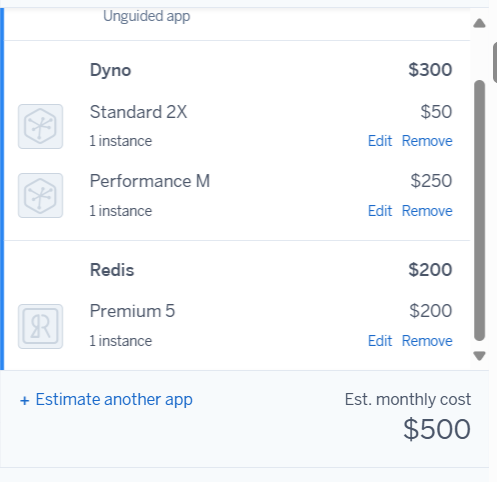 Unguided app
Dyno $300
Standard 2X $50
1 instance Edit Remove
Performance M $250
1 instance Edit Remove
Redis $200
Premium 5 $200
1 instance Edit Remove
+ Estimate another app Est. monthly cost
$500